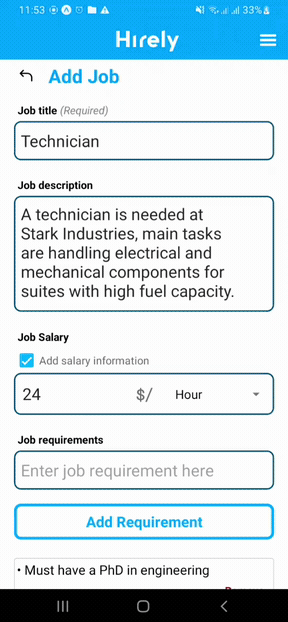 11:53 33%
Hirely
Add Job
Job title (Required)
Technician
Job description
A technician is needed at
Stark Industries, main tasks
are handling electrical and
mechanical components for
suites with high fuel capacity.
Job Salary
Add salary information
24 $/ Hour
Job requirements
Enter job requirement here
Add Requirement
• Must have a PhD in engineering